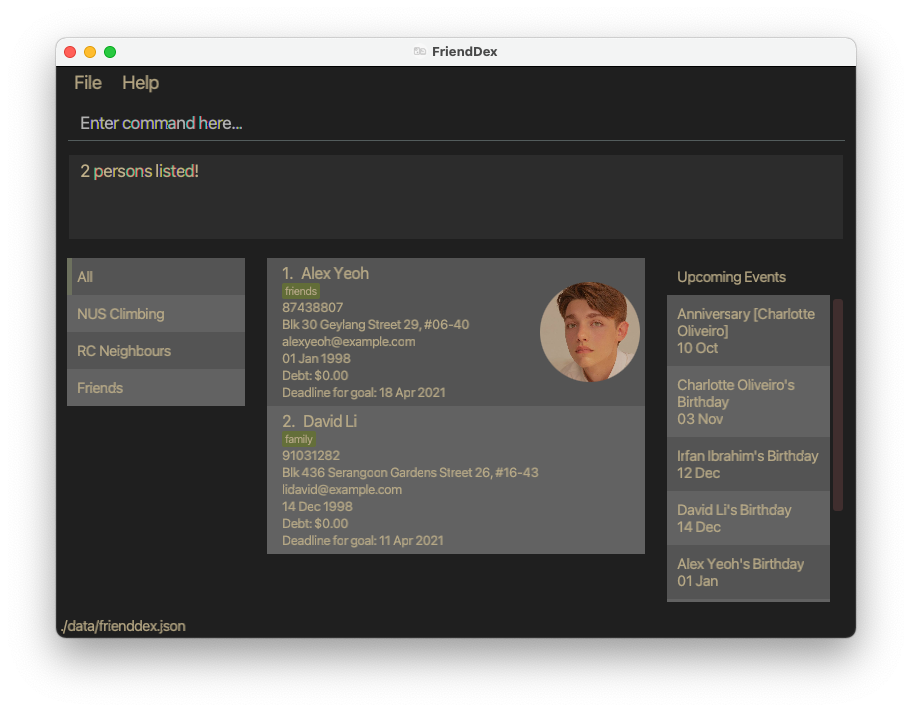 FriendDex
File Help
Enter command here...
2 persons listed!
All
NUS Climbing
RC Neighbours
Friends
1. Alex Yeoh
friends
87438807
Blk 30 Geylang Street 29, #06-40
alexyeoh@example.com
01 Jan 1998
Debt: $0.00
Deadline for goal: 18 Apr 2021
2. David Li
family
91031282
Blk 436 Serangoon Gardens Street 26, #16-43
lidavid@example.com
14 Dec 1998
Debt: $0.00
Deadline for goal: 11 Apr 2021
Upcoming Events
Anniversary [Charlotte
Oliveiro]
10 Oct
Charlotte Oliveiro's
Birthday
03 Nov
Irfan Ibrahim's Birthday
12 Dec
David Li's Birthday
14 Dec
Alex Yeoh's Birthday
01 Jan
./data/frienddex.json